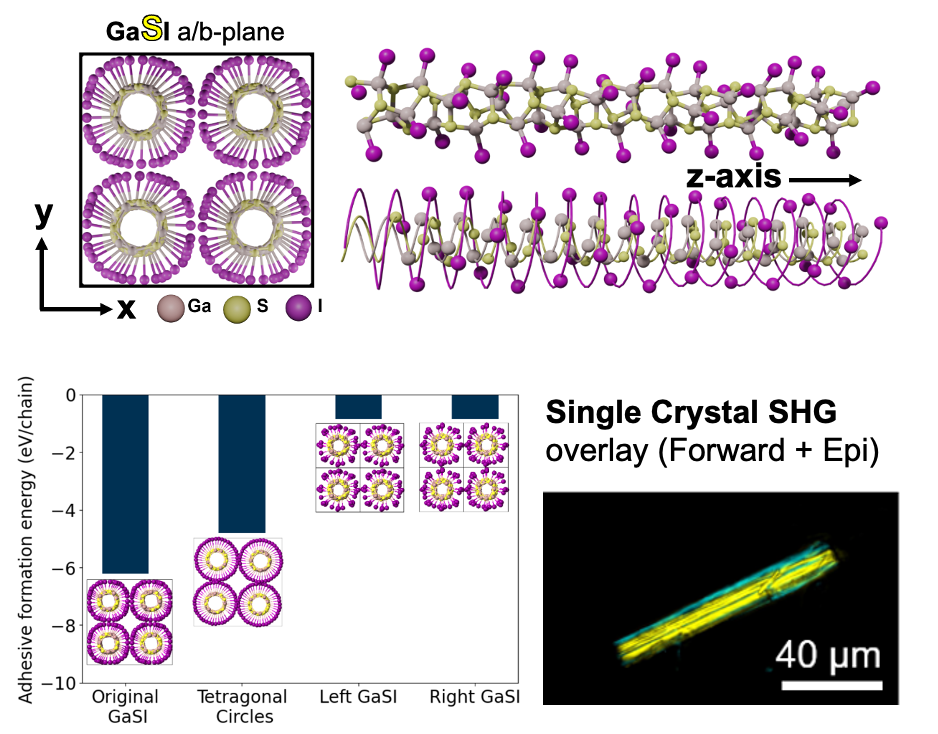 GaSI a/b-plane
z-axis
y
x
Ga
S
I
Adhesive formation energy (eV/chain)
0
−2
−4
−6
−8
−10
Original
GaSI
Tetragonal
Circles
Left GaSI
Right GaSI
Single Crystal SHG
overlay (Forward + Epi)
40 μm